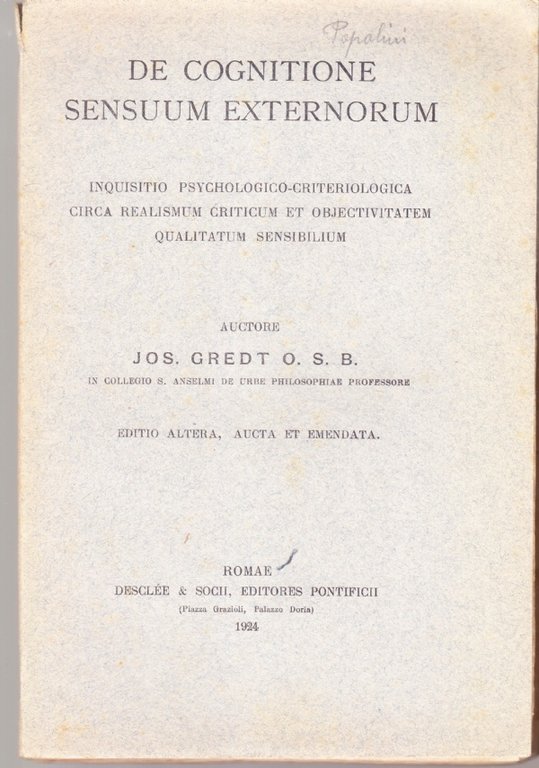 Popolini
DE COGNITIONE
SENSUUM EXTERNORUM
INQUISITIO PSYCHOLOGICO-CRITERIOLOGICA
CIRCA REALISMUM CRITICUM ET OBJECTIVITATEM
QUALITATUM SENSIBILIUM
AUCTORE
JOS. GREDT O. S. B.
IN COLLEGIO S. ANSELMI DE URBE PHILOSOPHIAE PROFESSORE
EDITIO ALTERA, AUCTA ET EMENDATA.
ROMAE
DESCLÉE & SOCII, EDITORES PONTIFICII
(Piazza Grazioli, Palazzo Doria)
1924